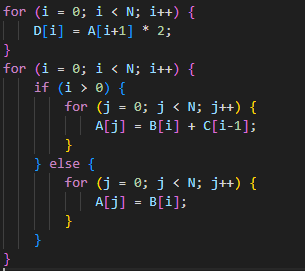 for (i = 0; i < N; i++) {
    D[i] = A[i+1] * 2;
}
for (i = 0; i < N; i++) {
    if (i > 0) {
        for (j = 0; j < N; j++) {
            A[j] = B[i] + C[i-1];
        }
    } else {
        for (j = 0; j < N; j++) {
            A[j] = B[i];
        }
    }
}